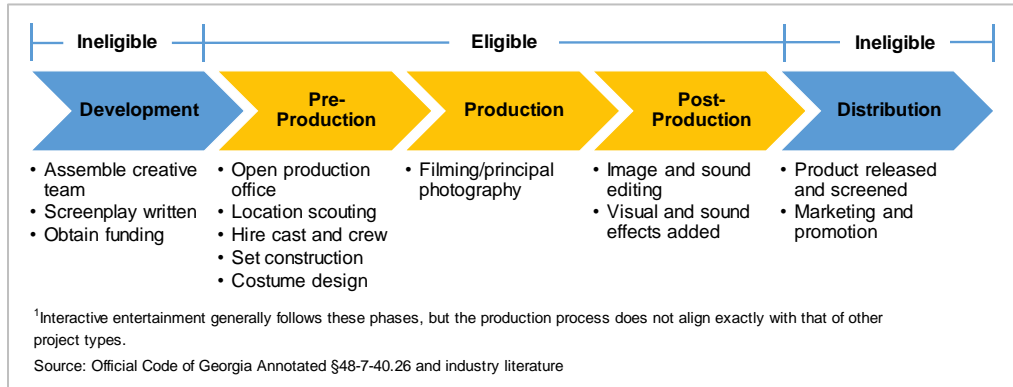 Ineligible
Eligible
Ineligible
Development
Pre-
Production
Production
Post-
Production
Distribution
• Assemble creative
team
• Screenplay written
• Obtain funding
• Open production
office
• Location scouting
• Hire cast and crew
• Set construction
• Costume design
• Filming/principal
photography
• Image and sound
editing
• Visual and sound
effects added
• Product released
and screened
• Marketing and
promotion
¹Interactive entertainment generally follows these phases, but the production process does not align exactly with that of other
project types.
Source: Official Code of Georgia Annotated §48-7-40.26 and industry literature